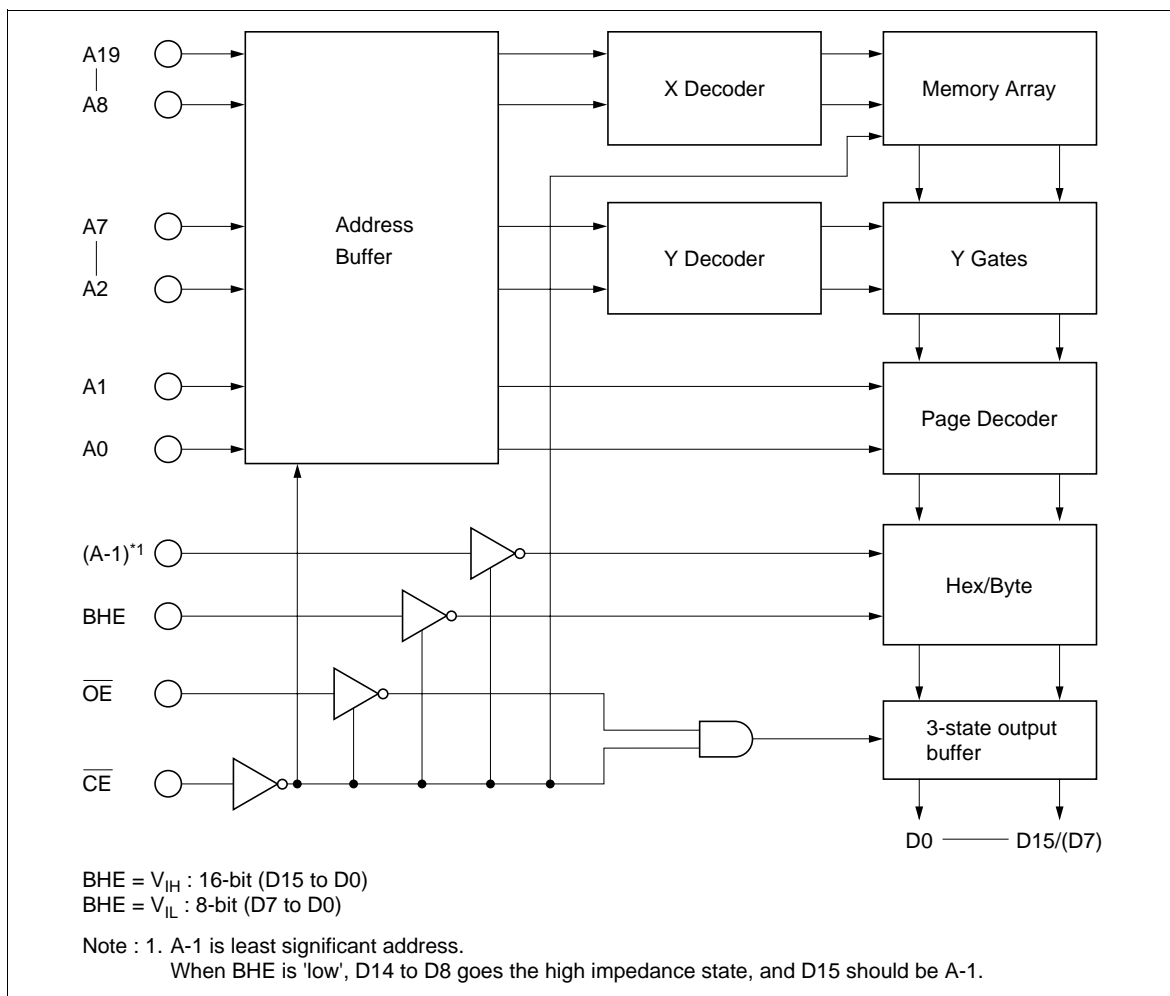 A19
A8
A7
A2
A1
A0
(A-1)*1
BHE
OE
CE
Address
Buffer
X Decoder
Y Decoder
Memory Array
Y Gates
Page Decoder
Hex/Byte
3-state output
buffer
D0 D15/(D7)
BHE = VIH : 16-bit (D15 to D0)
BHE = VIL : 8-bit (D7 to D0)
Note : 1. A-1 is least significant address.
When BHE is 'low', D14 to D8 goes the high impedance state, and D15 should be A-1.